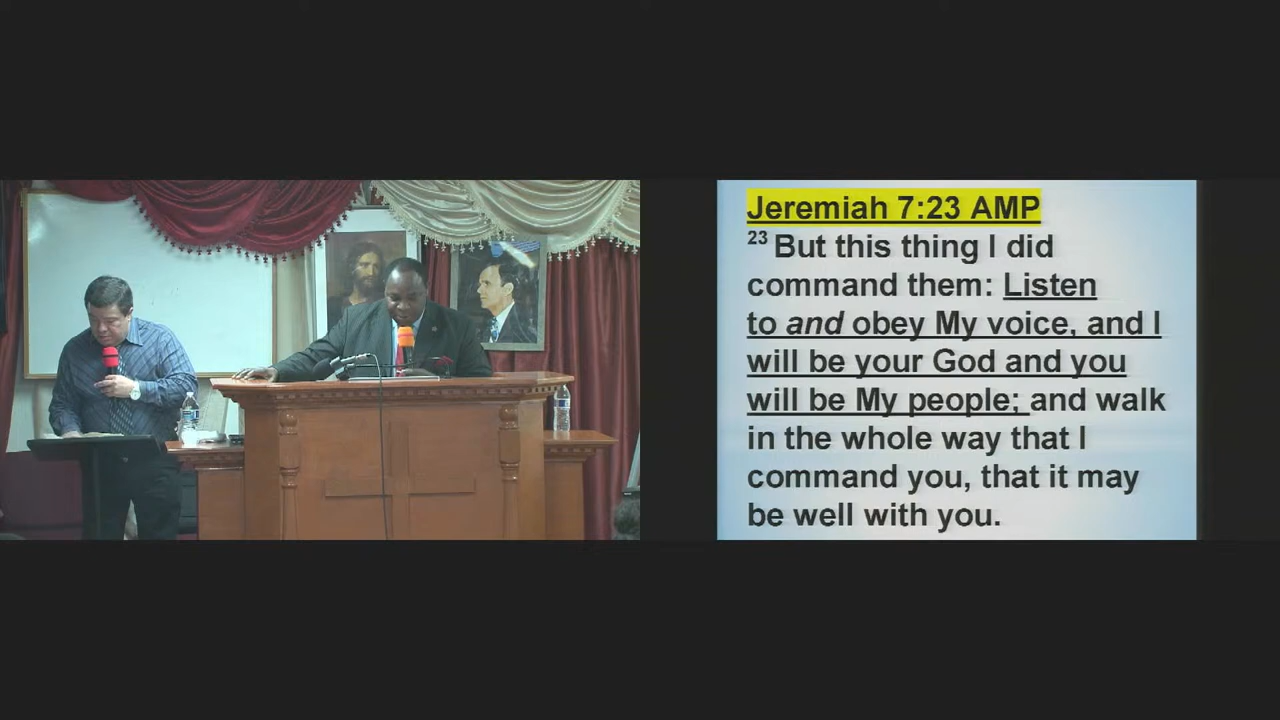 Jeremiah 7:23 AMP
23 But this thing I did
command them: Listen
to and obey My voice, and I
will be your God and you
will be My people; and walk
in the whole way that I
command you, that it may
be well with you.